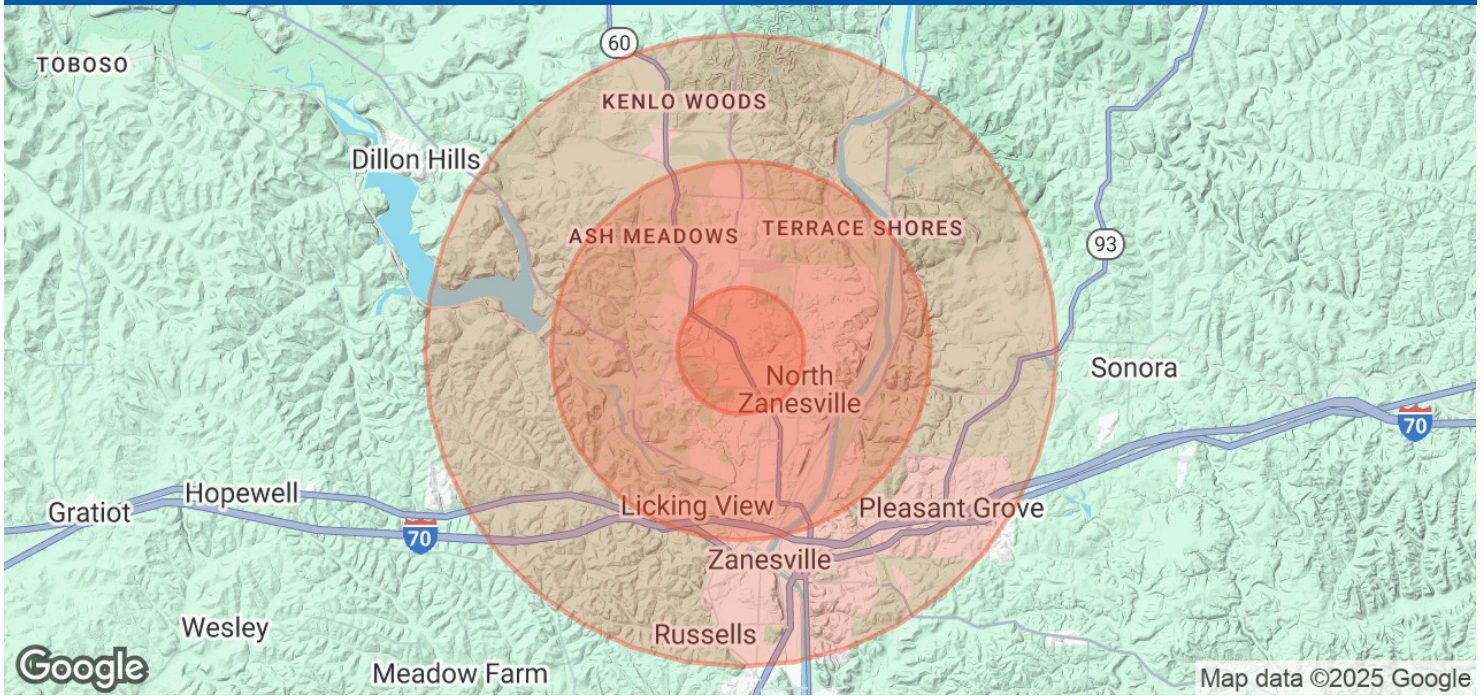 60
TOBOSO
KENLO WOODS
Dillon Hills
ASH MEADOWS
TERRACE SHORES
93
Sonora
North
Zanesville
70
Hopewell
Gratiot
Licking View
Pleasant Grove
70
Zanesville
Wesley
Russells
Meadow Farm
Google
Map data ©2025 Google